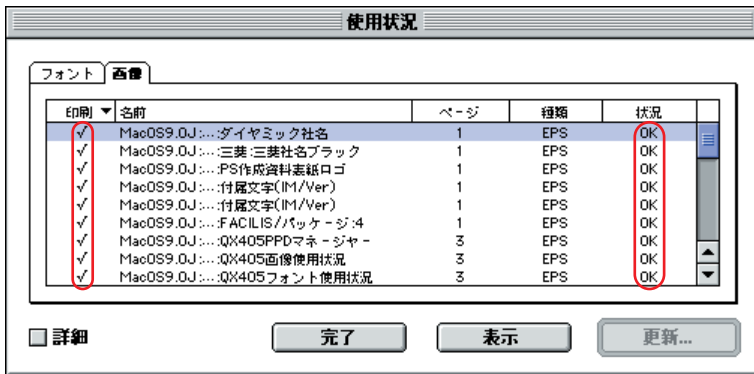 使用状況
フォント 画像
印刷 ▼ 名前 ページ 種類 状況
✓ MacOS9.0J:…:ダイヤミック社名 1 EPS OK
✓ MacOS9.0J:…:三菱:三菱社名ブラック 1 EPS OK
✓ MacOS9.0J:…:PS作成資料表紙ロゴ 1 EPS OK
✓ MacOS9.0J:…:付属文字(IM/Ver) 1 EPS OK
✓ MacOS9.0J:…:付属文字(IM/Ver) 1 EPS OK
✓ MacOS9.0J:…:FACILIS/パッケージ:4 1 EPS OK
✓ MacOS9.0J:…:QX405PPDマネージャー 3 EPS OK
✓ MacOS9.0J:…:QX405画像使用状況 3 EPS OK
✓ MacOS9.0J:…:QX405フォント使用状況 3 EPS OK
詳細 完了 表示 更新...